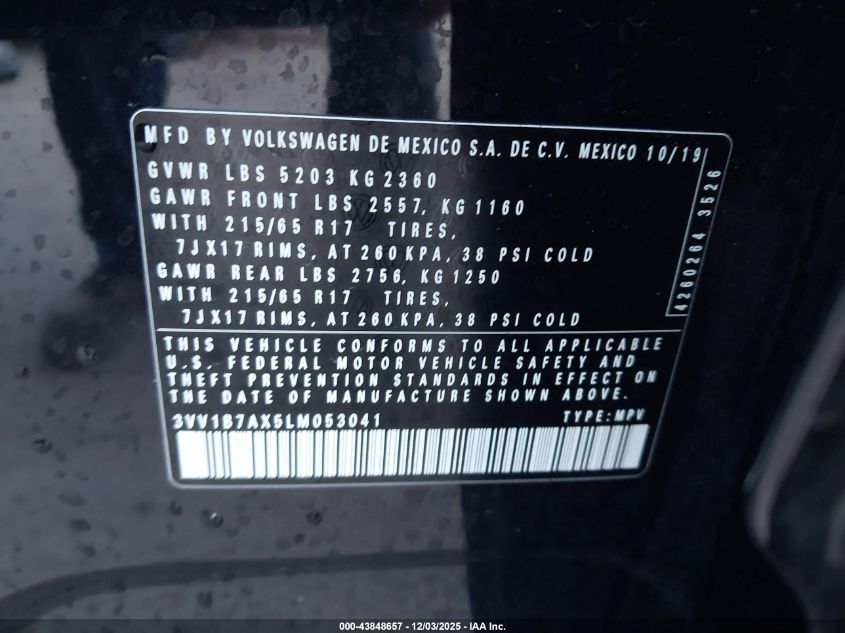 MFD BY VOLKSWAGEN DE MEXICO S.A. DE C.V. MEXICO 10/19
GVWR LBS 5203 KG 2360
GAWR FRONT LBS 2557, KG 1160
WITH 215/65 R17 TIRES,
7JX17 RIMS, AT 260 KPA, 38 PSI COLD
GAWR REAR LBS 2756, KG 1250
WITH 215/65 R17 TIRES,
7JX17 RIMS, AT 260 KPA, 38 PSI COLD
4260264 3526
THIS VEHICLE CONFORMS TO ALL APPLICABLE
U.S. FEDERAL MOTOR VEHICLE SAFETY AND
THEFT PREVENTION STANDARDS IN EFFECT ON
THE DATE OF MANUFACTURE SHOWN ABOVE.
3VV1B7AX5LM053041 TYPE: MPV
000-43848657 - 12/03/2025 - IAA Inc.